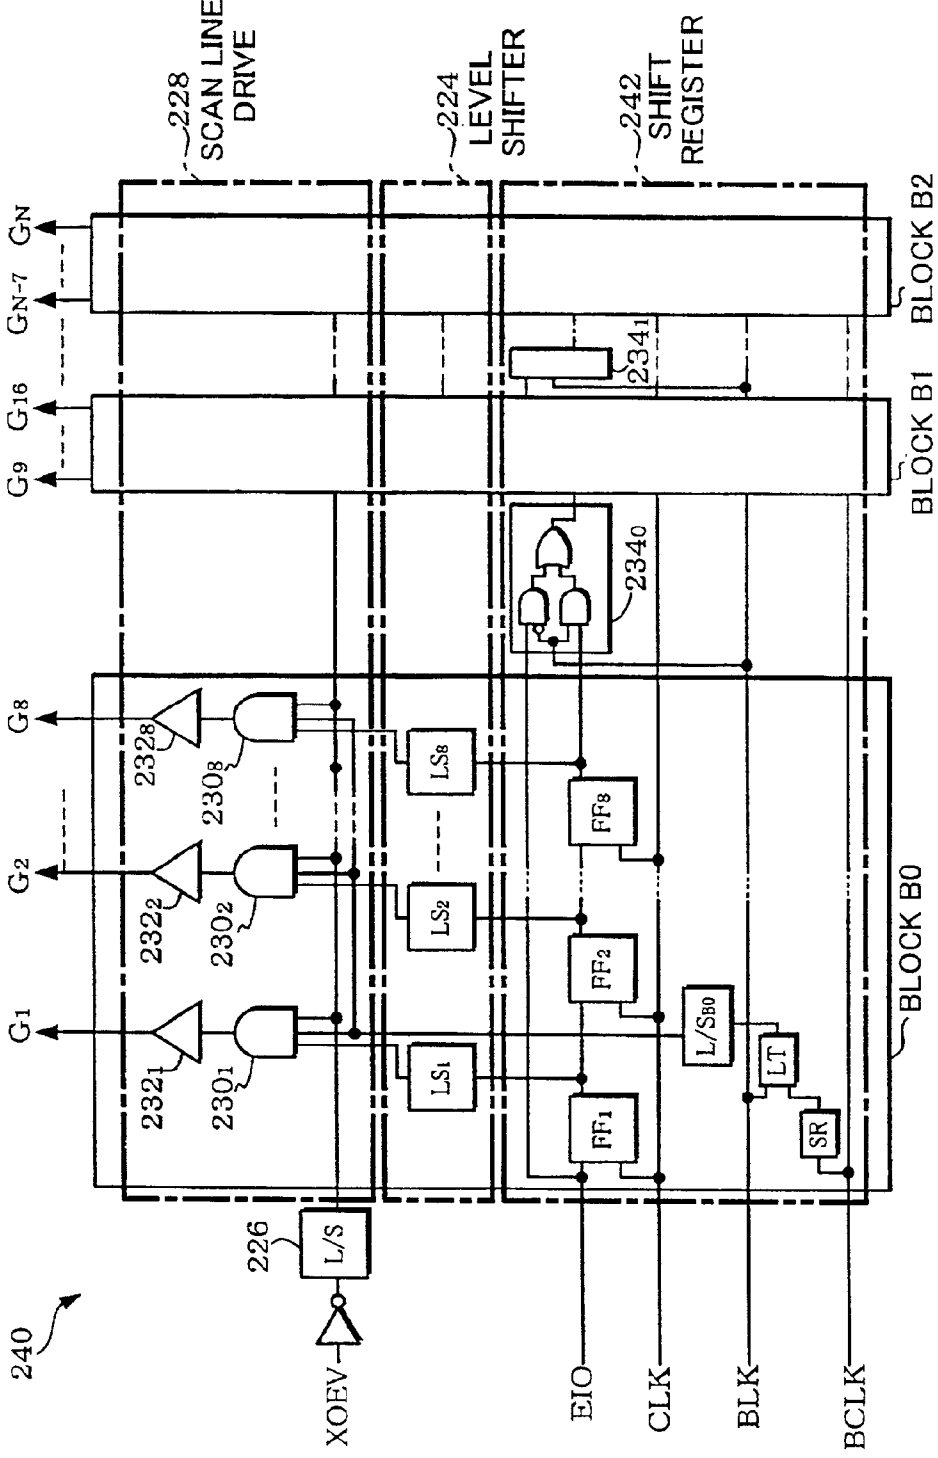 240
XOEV
226
L/S
EIO
CLK
BLK
BCLK
G1
G2
G8
G9
G16
GN-7
GN
2321
2322
2328
2301
2302
2308
LS1
LS2
LS8
FF1
FF2
FF8
L/SB0
LT
SR
2340
2341
228
SCAN LINE
DRIVE
224
LEVEL
SHIFTER
242
SHIFT
REGISTER
BLOCK B0
BLOCK B1
BLOCK B2